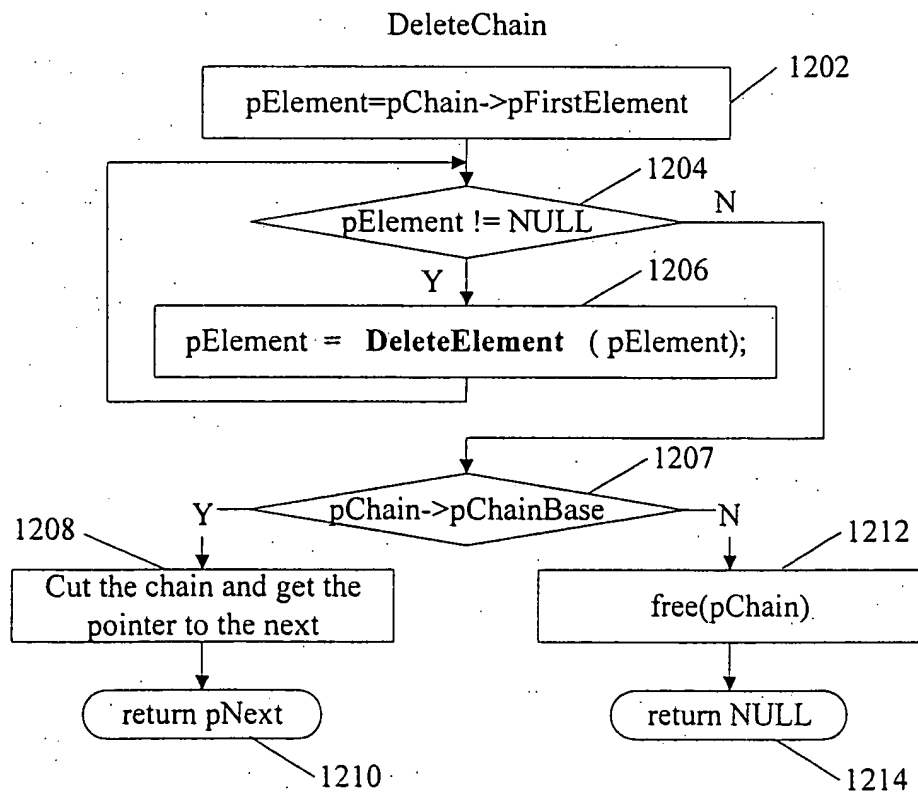 DeleteChain
1202
pElement=pChain->pFirstElement
1204
N
pElement != NULL
Y
1206
pElement = DeleteElement ( pElement);
1207
Y
pChain->pChainBase
N
1208
1212
Cut the chain and get the
pointer to the next
free(pChain)
return pNext
return NULL
1210
1214